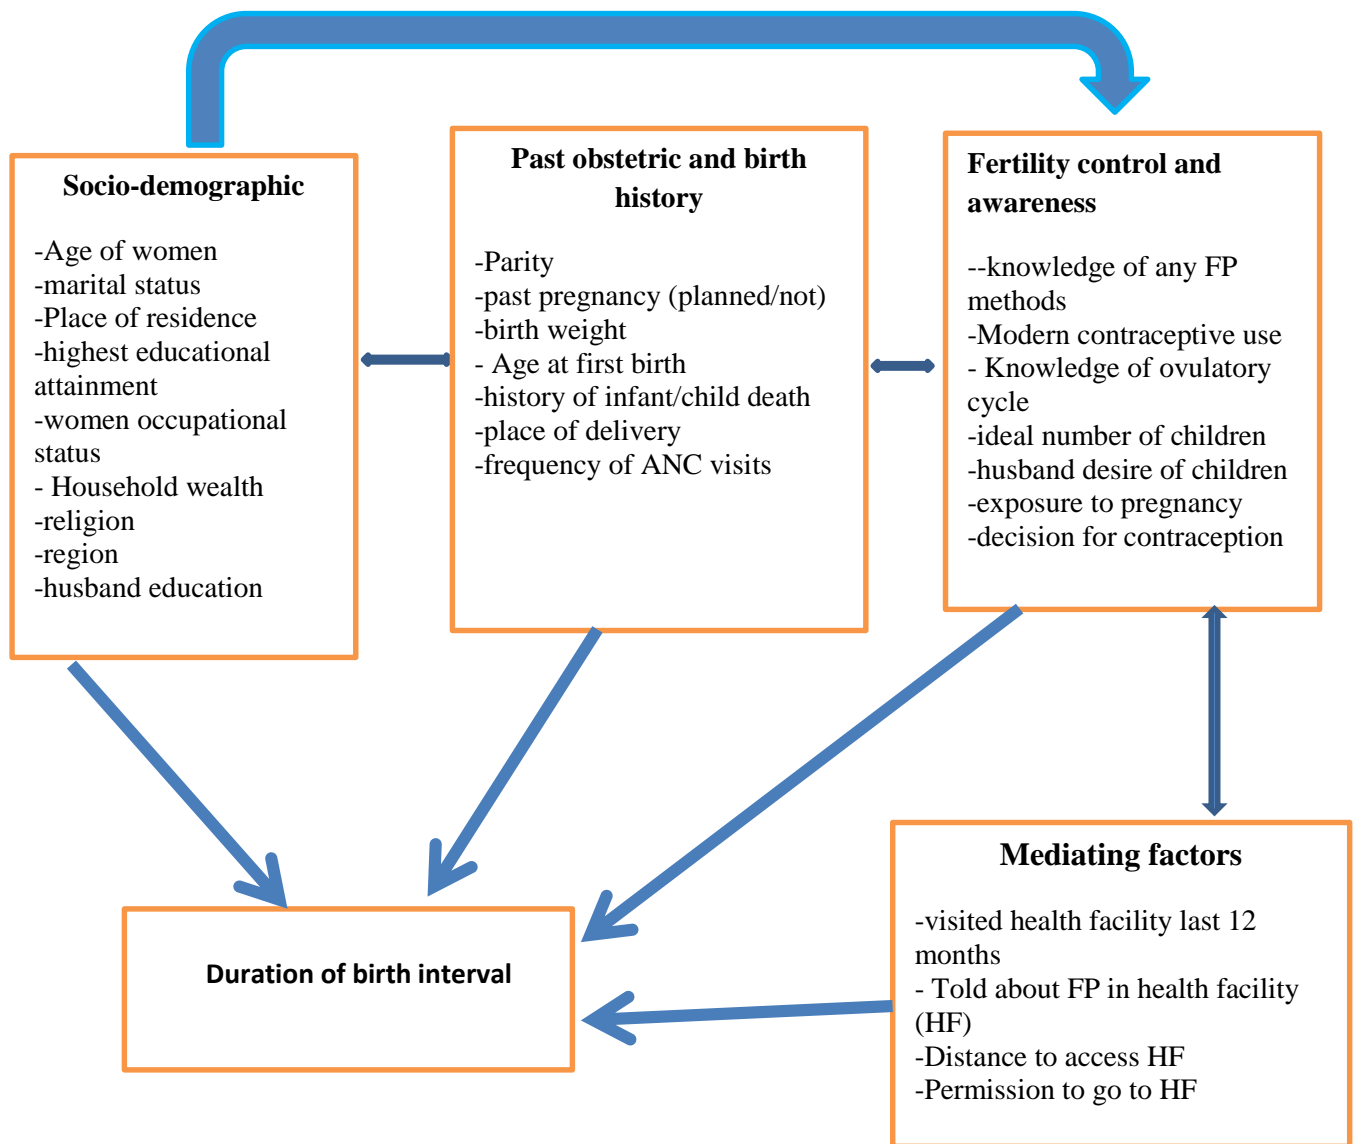 Socio-demographic
-Age of women
-marital status
-Place of residence
-highest educational
attainment
-women occupational
status
- Household wealth
-religion
-region
-husband education
Past obstetric and birth
history
-Parity
-past pregnancy (planned/not)
-birth weight
- Age at first birth
-history of infant/child death
-place of delivery
-frequency of ANC visits
Fertility control and
awareness
--knowledge of any FP
methods
-Modern contraceptive use
- Knowledge of ovulatory
cycle
-ideal number of children
-husband desire of children
-exposure to pregnancy
-decision for contraception
Duration of birth interval
Mediating factors
-visited health facility last 12
months
- Told about FP in health facility
(HF)
-Distance to access HF
-Permission to go to HF